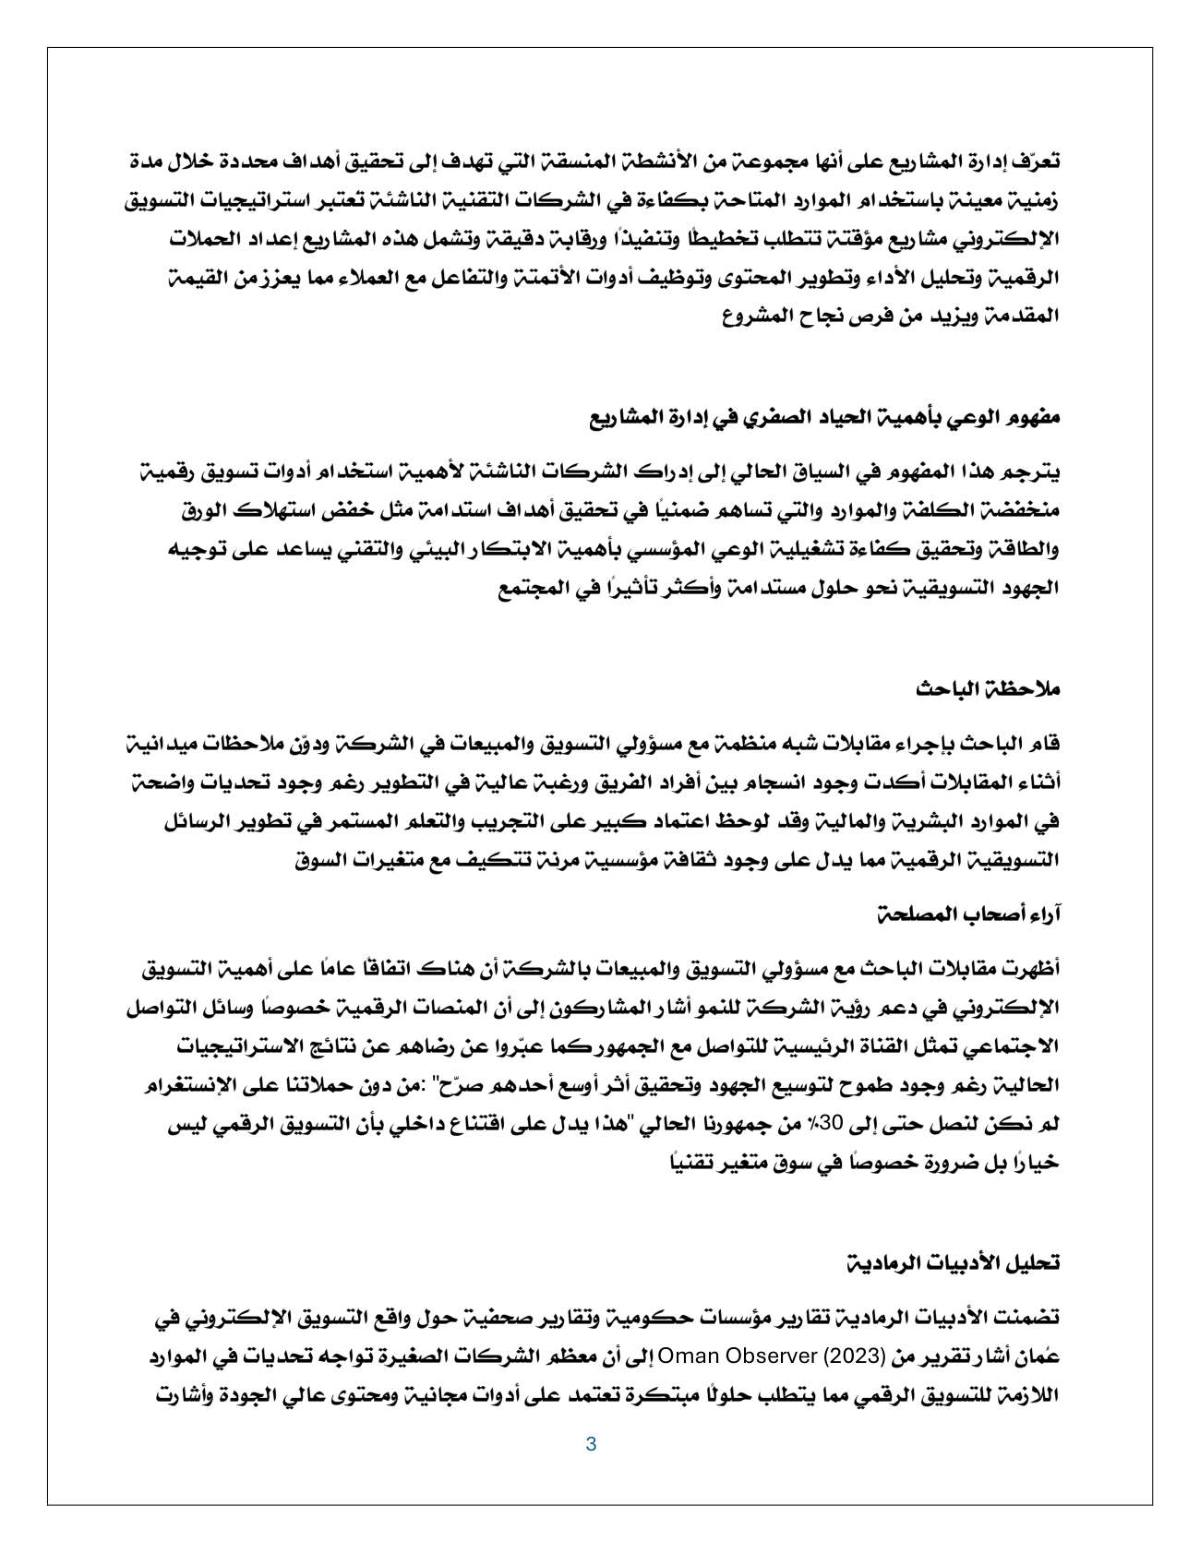 تعرّف إدارة المشاريع على أنها مجموعة من الأنشطة المنسقة التي تهدف إلى تحقيق أهداف محددة خلال مدة
زمنية معينة باستخدام الموارد المتاحة بكفاءة في الشركات التقنية الناشئة تُعتبر استراتيجيات التسويق
الإلكتروني مشاريع مؤقتة تتطلب تخطيطًا وتنفيذًا ورقابة دقيقة وتشمل هذه المشاريع إعداد الحملات
الرقمية وتحليل الأداء وتطوير المحتوى وتوظيف أدوات الأتمتة والتفاعل مع العملاء مما يعزز من القيمة
المقدمة ويزيد من فرص نجاح المشروع
مفهوم الوعي بأهمية الحياد الصفري في إدارة المشاريع
يترجم هذا المفهوم في السياق الحالي إلى إدراك الشركات الناشئة لأهمية استخدام أدوات تسويق رقمية
منخفضة الكلفة والموارد والتي تساهم ضمنيًا في تحقيق أهداف استدامة مثل خفض استهلاك الورق
والطاقة وتحقيق كفاءة تشغيلية الوعي المؤسسي بأهمية الابتكار البيئي والتقني يساعد على توجيه
الجهود التسويقية نحو حلول مستدامة وأكثر تأثيرًا في المجتمع
ملاحظة الباحث
قام الباحث بإجراء مقابلات شبه منظمة مع مسؤولي التسويق والمبيعات في الشركة ودوّن ملاحظات ميدانية
أثناء المقابلات أكدت وجود انسجام بين أفراد الفريق ورغبة عالية في التطوير رغم وجود تحديات واضحة
في الموارد البشرية والمالية وقد لوحظ اعتماد كبير على التجريب والتعلم المستمر في تطوير الرسائل
التسويقية الرقمية مما يدل على وجود ثقافة مؤسسية مرنة تتكيف مع متغيرات السوق
آراء أصحاب المصلحة
أظهرت مقابلات الباحث مع مسؤولي التسويق والمبيعات بالشركة أن هناك اتفاقًا عامًا على أهمية التسويق
الإلكتروني في دعم رؤية الشركة للنمو أشار المشاركون إلى أن المنصات الرقمية خصوصًا وسائل التواصل
الاجتماعي تمثل القناة الرئيسية للتواصل مع الجمهور كما عبّروا عن رضاهم عن نتائج الاستراتيجيات
الحالية رغم وجود طموح لتوسيع الجهود وتحقيق أثر أوسع أحدهم صرّح" :من دون حملاتنا على الإنستغرام
لم نكن لنصل حتى إلى 30٪ من جمهورنا الحالي "هذا يدل على اقتناع داخلي بأن التسويق الرقمي ليس
خيارًا بل ضرورة خصوصًا في سوق متغير تقنيًا
تحليل الأدبيات الرمادية
تضمنت الأدبيات الرمادية تقارير مؤسسات حكومية وتقارير صحفية حول واقع التسويق الإلكتروني في
عُمان أشار تقرير من Oman Observer (2023) إلى أن معظم الشركات الصغيرة تواجه تحديات في الموارد
اللازمة للتسويق الرقمي مما يتطلب حلولًا مبتكرة تعتمد على أدوات مجانية ومحتوى عالي الجودة وأشارت
3